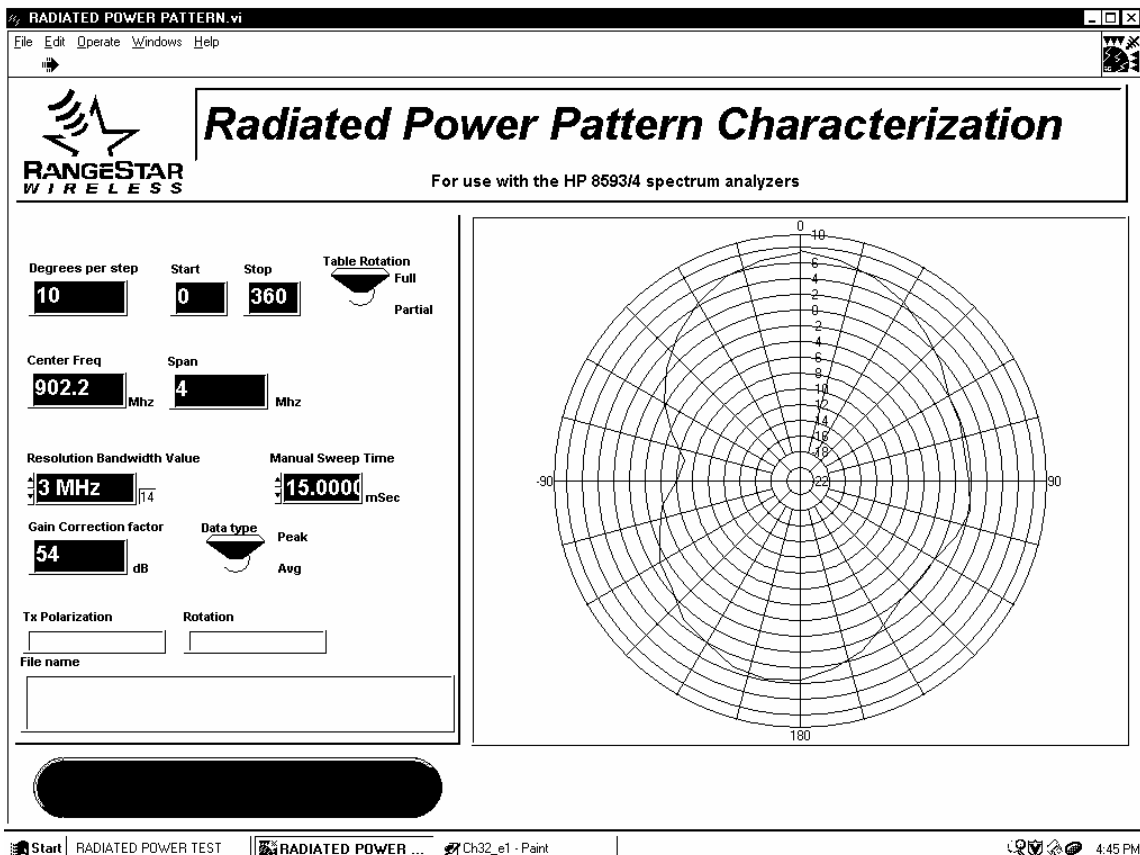 RADIATED POWER PATTERN.vi
File Edit Operate Windows Help
RANGESTAR
WIRELESS
Radiated Power Pattern Characterization
For use with the HP 8593/4 spectrum analyzers
Degrees per step Start Stop Table Rotation
10 0 360 Full
Partial
Center Freq Span
902.2 Mhz 4 Mhz
Resolution Bandwidth Value Manual Sweep Time
3 MHz 14 15.000 mSec
Gain Correction factor Data type Peak
54 dB Avg
Tx Polarization Rotation
File name
0
10
6
4
2
0
-2
-4
-6
-8
10
12
14
16
-18
-90 -22 90
180
Start RADIATED POWER TEST RADIATED POWER ... Ch32_e1 - Paint 4:45 PM